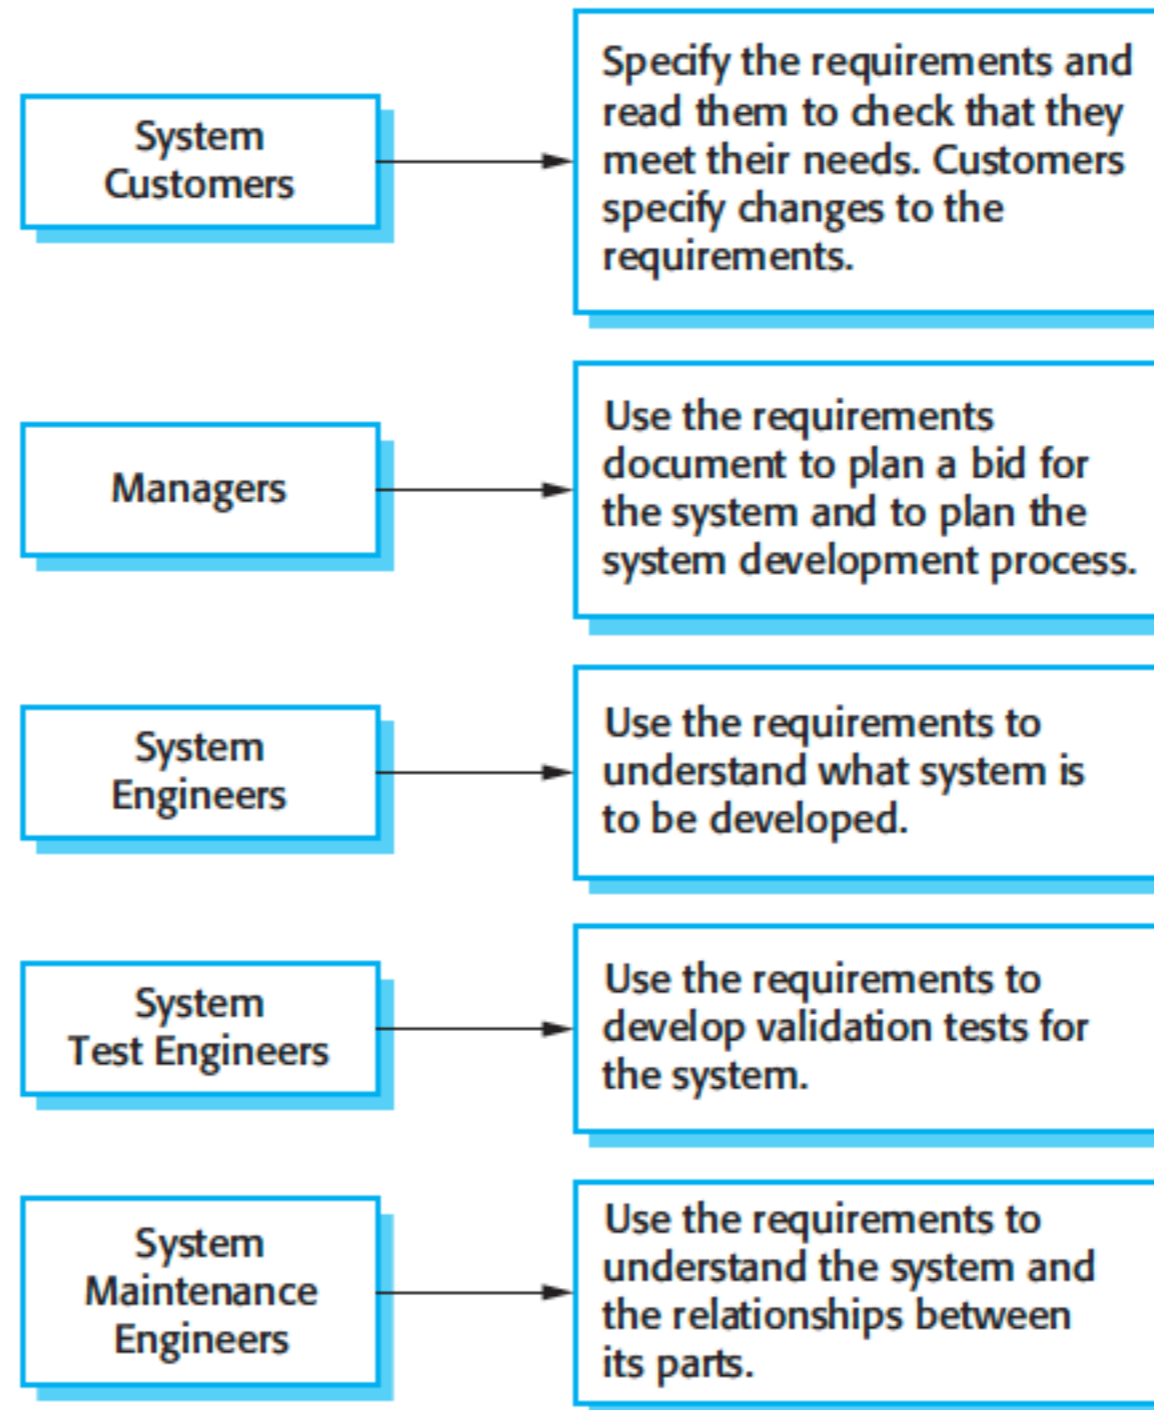 System
Customers
Specify the requirements and
read them to check that they
meet their needs. Customers
specify changes to the
requirements.
Managers
Use the requirements
document to plan a bid for
the system and to plan the
system development process.
System
Engineers
Use the requirements to
understand what system is
to be developed.
System
Test Engineers
Use the requirements to
develop validation tests for
the system.
System
Maintenance
Engineers
Use the requirements to
understand the system and
the relationships between
its parts.